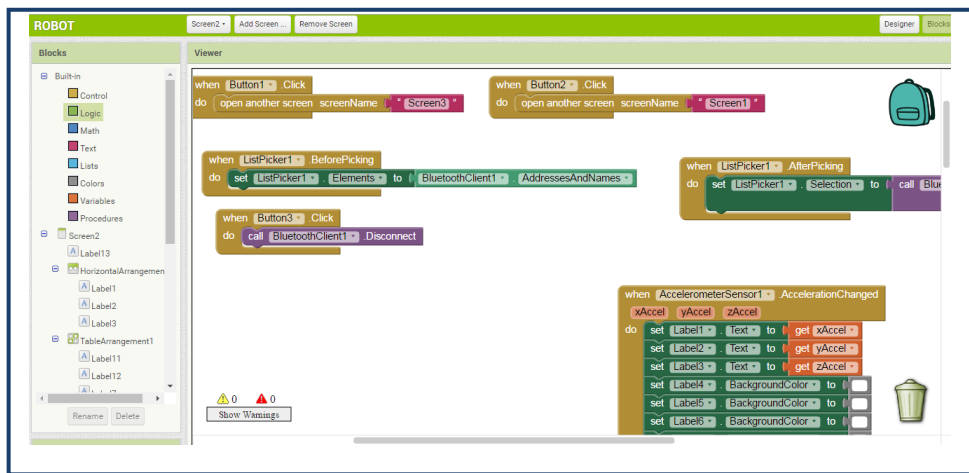 ROBOT
Screen2
Add Screen ...
Remove Screen
Designer
Blocks
Blocks
Viewer
Built-in
Control
Logic
Math
Text
Lists
Colors
Variables
Procedures
Screen2
Label13
HorizontalArrangemen
Label1
Label2
Label3
TableArrangement1
Label11
Label12
Rename
Delete
when Button1 .Click
do open another screen screenName " Screen3 "
when Button2 .Click
do open another screen screenName " Screen1 "
when ListPicker1 .BeforePicking
do set ListPicker1 . Elements to BluetoothClient1 . AddressesAndNames
when ListPicker1 .AfterPicking
do set ListPicker1 . Selection to call Blue
when Button3 .Click
do call BluetoothClient1 .Disconnect
when AccelerometerSensor1 .AccelerationChanged
xAccel yAccel zAccel
do set Label1 . Text to get xAccel
set Label2 . Text to get yAccel
set Label3 . Text to get zAccel
set Label4 . BackgroundColor to
set Label5 . BackgroundColor to
set Label6 . BackgroundColor to
0 0
Show Warnings